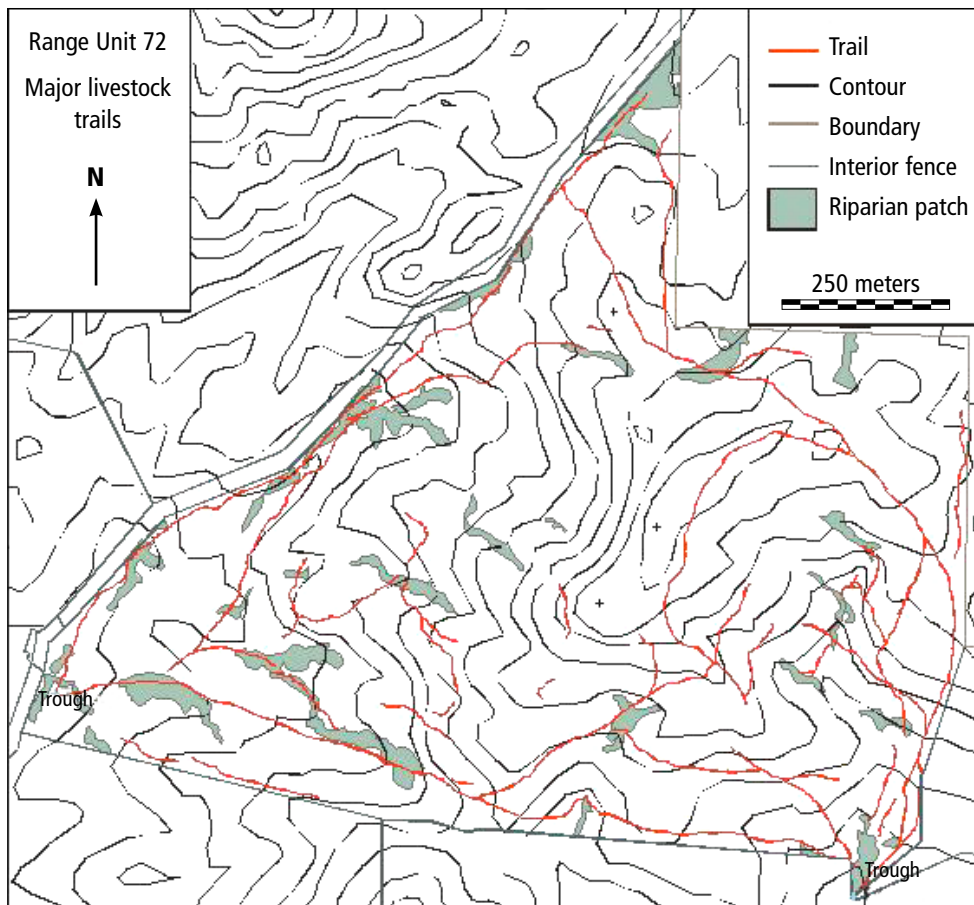 Range Unit 72
Major livestock
trails
N
Trail
Contour
Boundary
Interior fence
Riparian patch
250 meters
Trough
Trough